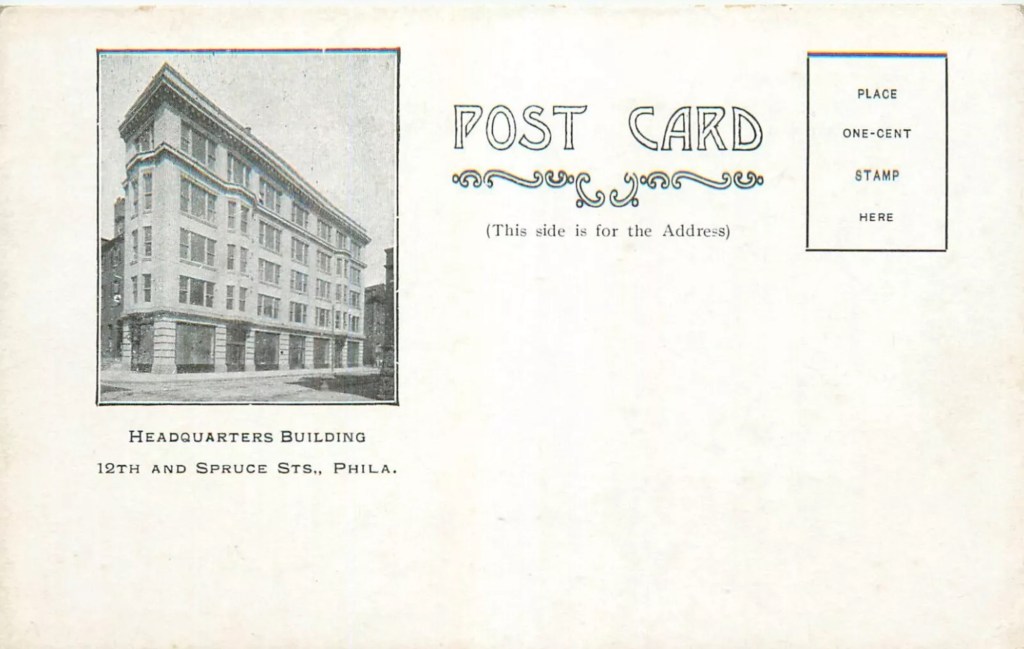 POST CARD
(This side is for the Address)
PLACE
ONE-CENT
STAMP
HERE
HEADQUARTERS BUILDING
12TH AND SPRUCE STS., PHILA.